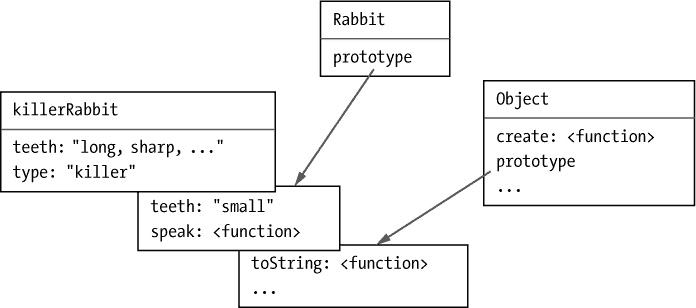 Rabbit
prototype
killerRabbit
teeth: "long, sharp, ..."
type: "killer"
Object
create: <function>
prototype
...
teeth: "small"
speak: <function>
toString: <function>
...